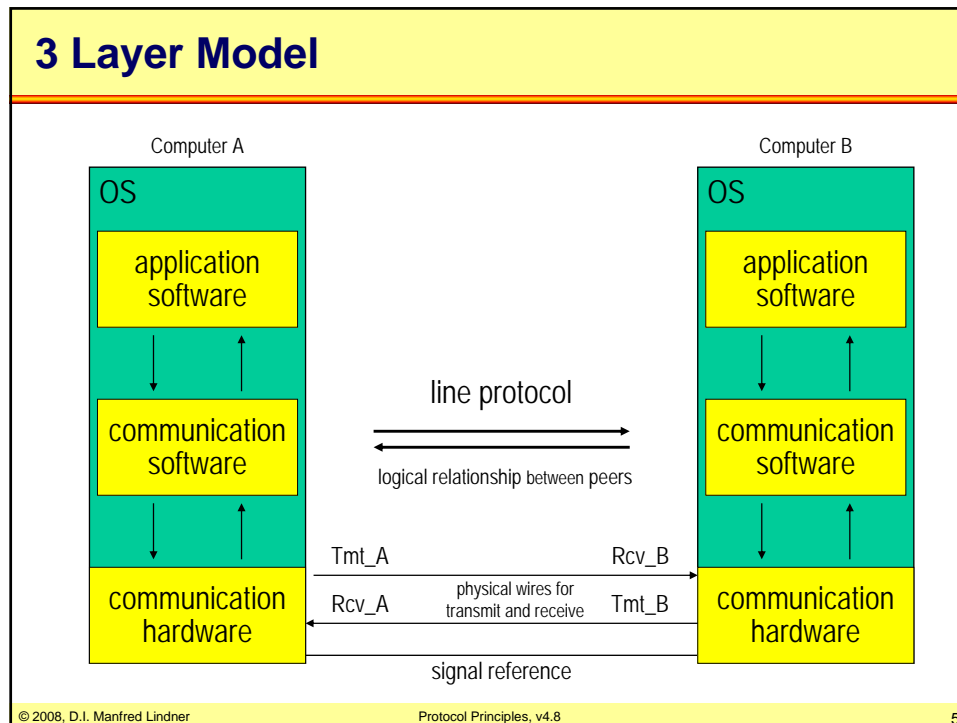 3 Layer Model
Computer A
Computer B
OS
OS
application
software
application
software
line protocol
communication
software
communication
software
logical relationship between peers
Tmt_A
Rcv_B
physical wires for
transmit and receive
Rcv_A
Tmt_B
communication
hardware
communication
hardware
signal reference
© 2008, D.I. Manfred Lindner
Protocol Principles, v4.8
5